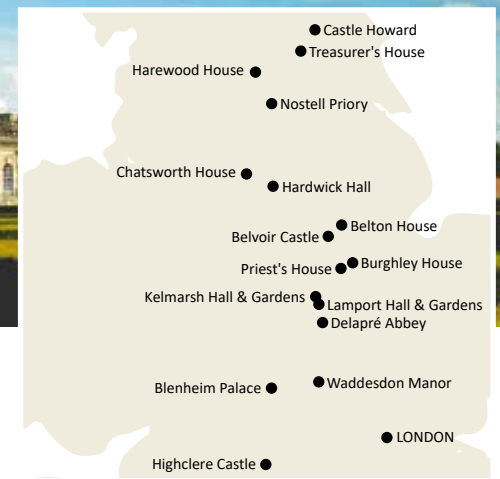 Castle Howard
Treasurer's House
Harewood House
Nostell Priory
Chatsworth House
Hardwick Hall
Belton House
Belvoir Castle
Burghley House
Priest's House
Kelmarsh Hall & Gardens
Lamport Hall & Gardens
Delapré Abbey
Waddesdon Manor
Blenheim Palace
LONDON
Highclere Castle